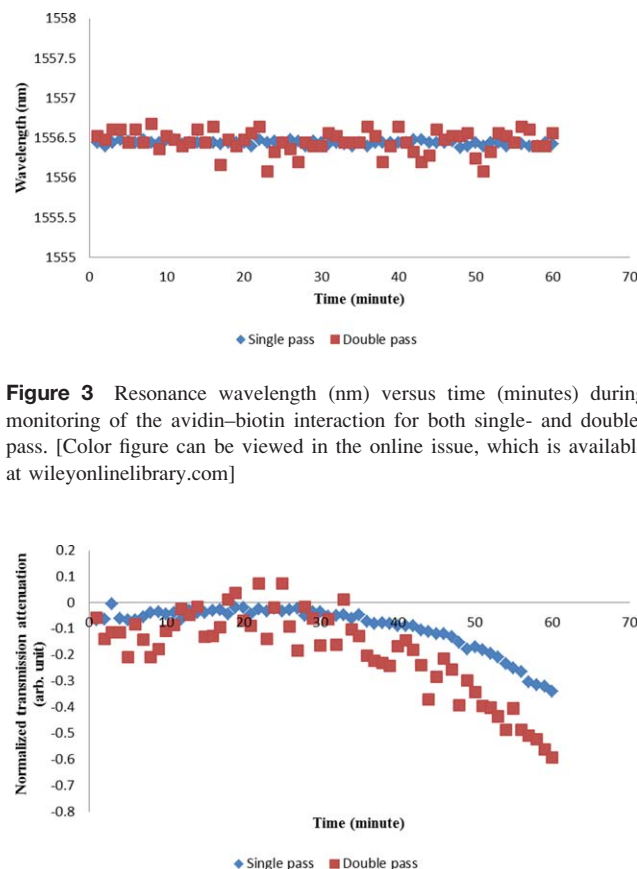 1558
1557.5
1557
1556.5
1556
1555.5
1555
Wavelength (nm)
0 10 20 30 40 50 60 70
Time (minute)
Single pass Double pass
Figure 3 Resonance wavelength (nm) versus time (minutes) during
monitoring of the avidin–biotin interaction for both single- and double
pass. [Color figure can be viewed in the online issue, which is availabl
at wileyonlinelibrary.com]
0.2
0.1
0
-0.1
-0.2
-0.3
-0.4
-0.5
-0.6
-0.7
-0.8
Normalized transmission attenuation
(arb. unit)
0 10 20 30 40 50 60 70
Time (minute)
Single pass Double pass